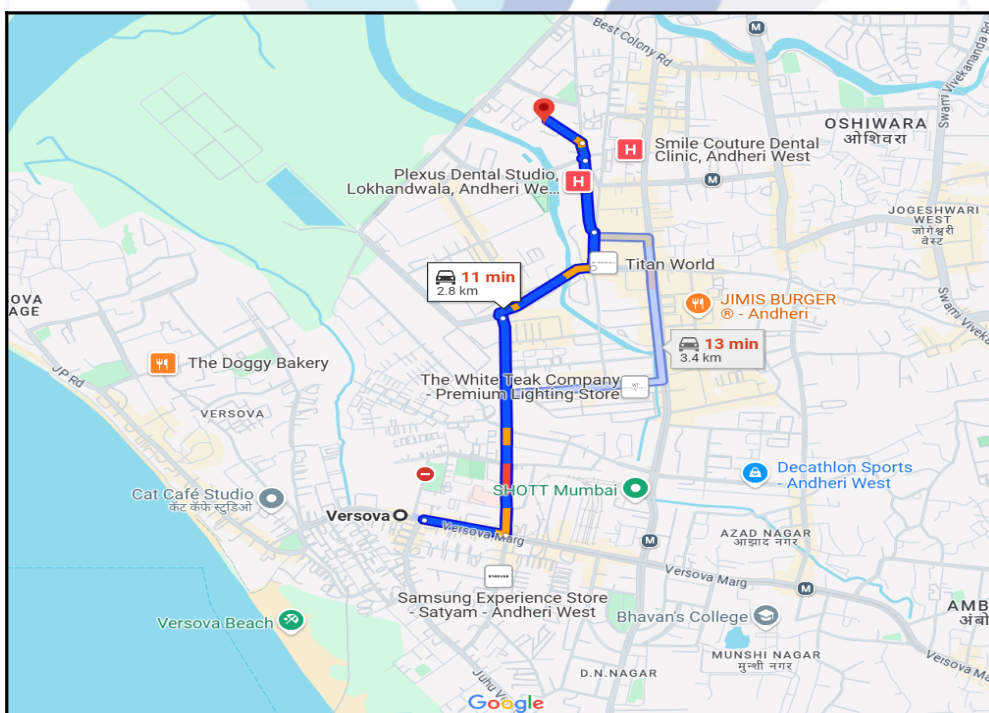 Best Colony Rd
M
Swami Vivekananda Rd
OSHIWARA
ओशिवरा
H
Smile Couture Dental
Clinic, Andheri West
Plexus Dental Studio,
Lokhandwala, Andheri We...
H
M
JOGESHWARI
WEST
जोगेश्वरी
वेस्ट
Titan World
11 min
2.8 km
OVA
AGE
JIMIS BURGER
® - Andheri
Swami Viveka
13 min
3.4 km
The Doggy Bakery
JP Rd
The White Teak Company
- Premium Lighting Store
VERSOVA
Decathlon Sports
- Andheri West
Cat Café Studio
कॅट कॅफे स्टुडिओ
SHOTT Mumbai
Versova
Versova Marg
AZAD NAGAR
आझाद नगर
M
Versova Marg
M
Samsung Experience Store
- Satyam - Andheri West
AMB
अंबो
Versova Beach
Bhavan's College
MUNSHI NAGAR
मुन्शी नगर
Versova Ma
D.N.NAGAR
Juhu Ve
Google